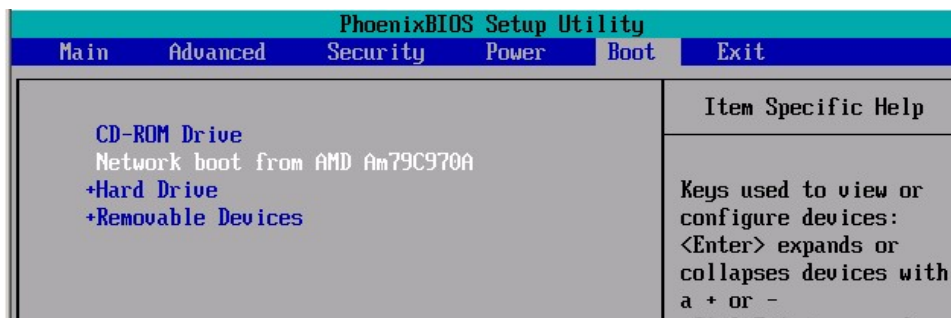 PhoenixBIOS Setup Utility
Main Advanced Security Power Boot Exit
CD-ROM Drive
Network boot from AMD Am79C970A
+Hard Drive
+Removable Devices
Item Specific Help
Keys used to view or
configure devices:
<Enter> expands or
collapses devices with
a + or -